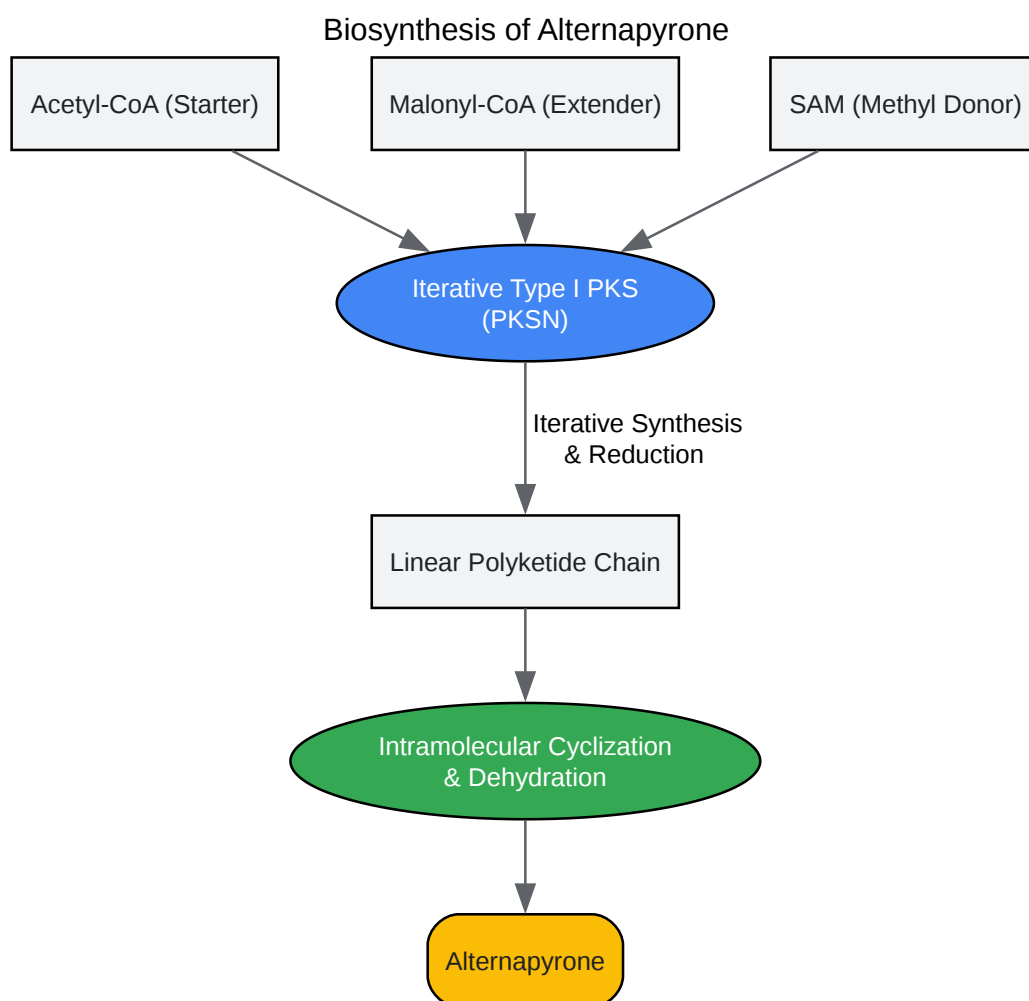 Biosynthesis of Alternapyrone
Acetyl-CoA (Starter)
Malonyl-CoA (Extender)
SAM (Methyl Donor)
Iterative Type I PKS
(PKSN)
Iterative Synthesis
& Reduction
Linear Polyketide Chain
Intramolecular Cyclization
& Dehydration
Alternapyrone